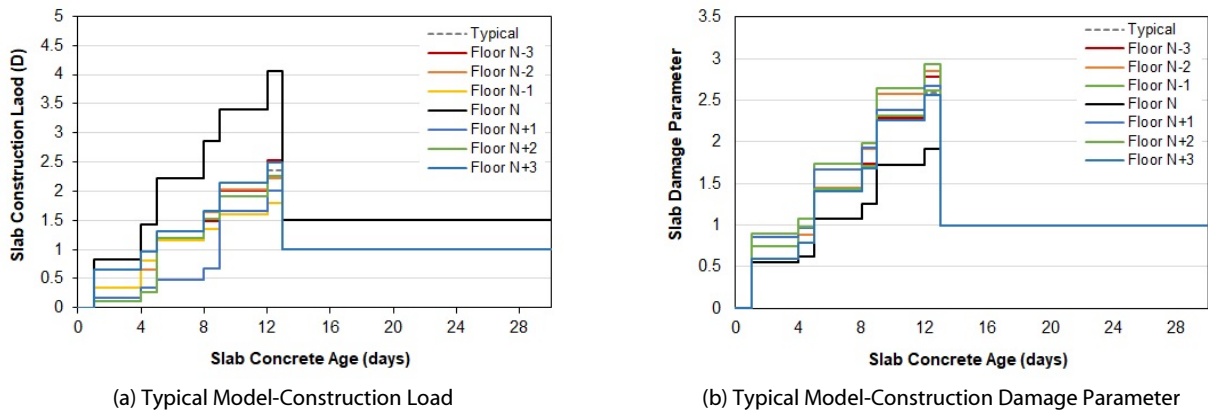 Slab Construction Laod (D)
5
4.5
4
3.5
3
2.5
2
1.5
1
0.5
0
0 4 8 12 16 20 24 28
Slab Concrete Age (days)
Typical
Floor N-3
Floor N-2
Floor N-1
Floor N
Floor N+1
Floor N+2
Floor N+3
(a) Typical Model-Construction Load
Slab Damage Parameter
3.5
3
2.5
2
1.5
1
0.5
0
0 4 8 12 16 20 24 28
Slab Concrete Age (days)
Typical
Floor N-3
Floor N-2
Floor N-1
Floor N
Floor N+1
Floor N+2
Floor N+3
(b) Typical Model-Construction Damage Parameter